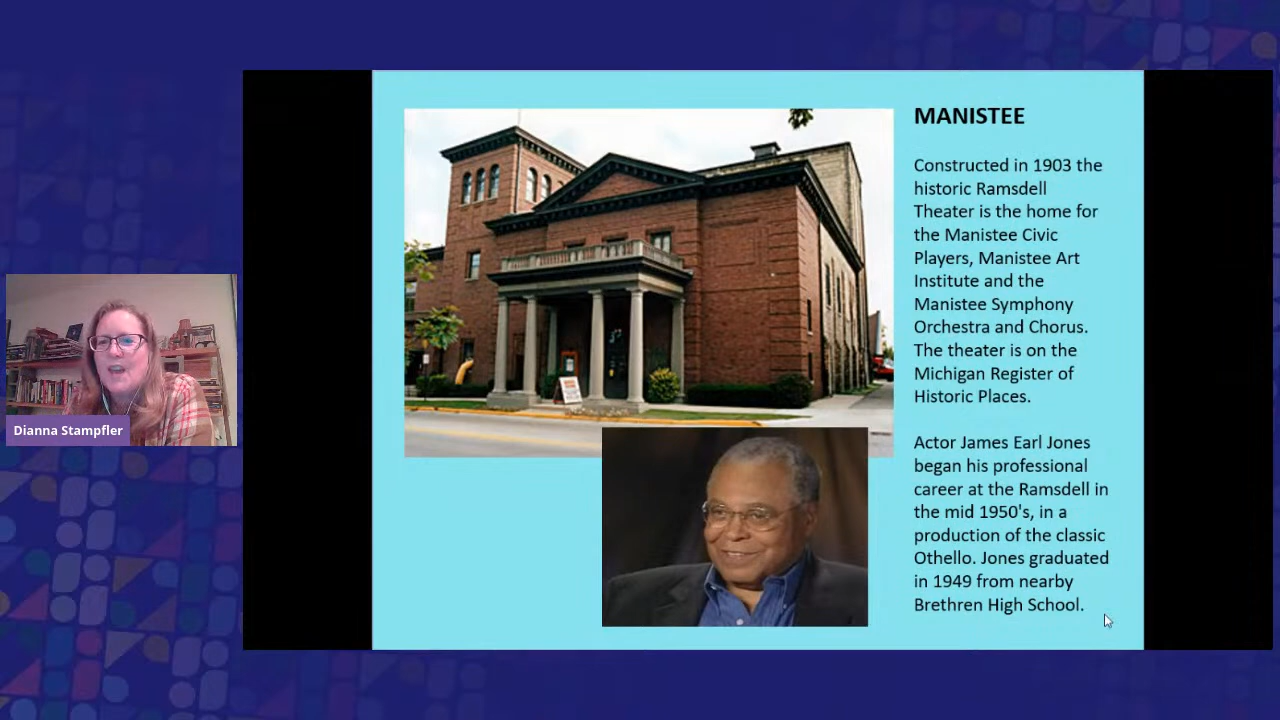 MANISTEE
Constructed in 1903 the
historic Ramsdell
Theater is the home for
the Manistee Civic
Players, Manistee Art
Institute and the
Manistee Symphony
Orchestra and Chorus.
The theater is on the
Michigan Register of
Historic Places.
Actor James Earl Jones
began his professional
career at the Ramsdell in
the mid 1950's, in a
production of the classic
Othello. Jones graduated
in 1949 from nearby
Brethren High School.
Dianna Stampfler